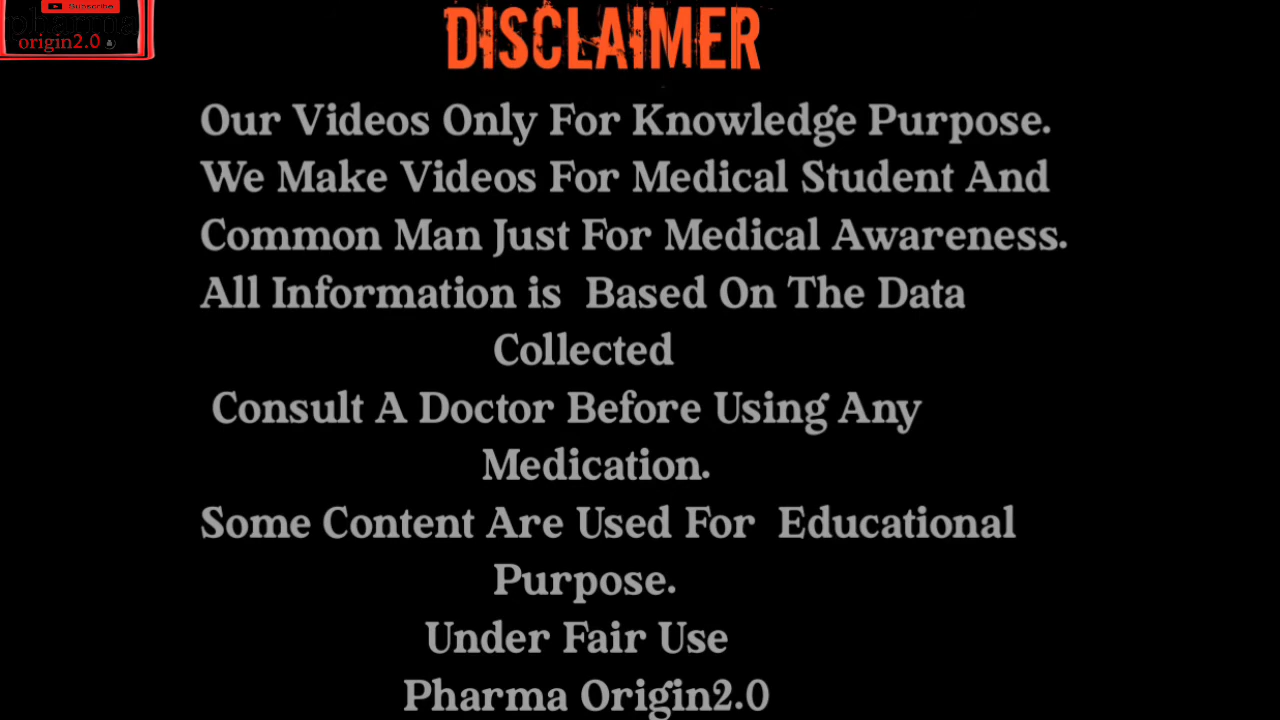 Subscribe
pharma
origin2.0
DISCLAIMER
Our Videos Only For Knowledge Purpose.
We Make Videos For Medical Student And
Common Man Just For Medical Awareness.
All Information is  Based On The Data
Collected
Consult A Doctor Before Using Any
Medication.
Some Content Are Used For  Educational
Purpose.
Under Fair Use
Pharma Origin2.0